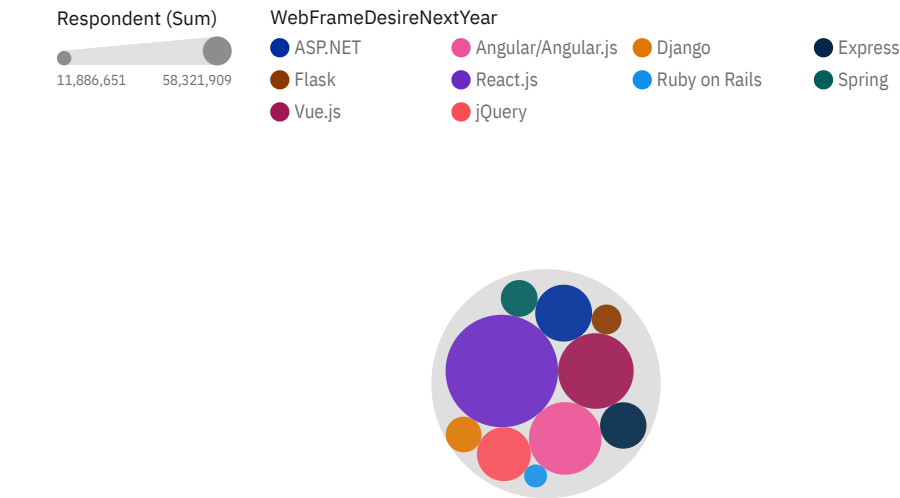 Respondent (Sum)
11,886,651 58,321,909
WebFrameDesireNextYear
ASP.NET Angular/Angular.js Django Express
Flask React.js Ruby on Rails Spring
Vue.js jQuery